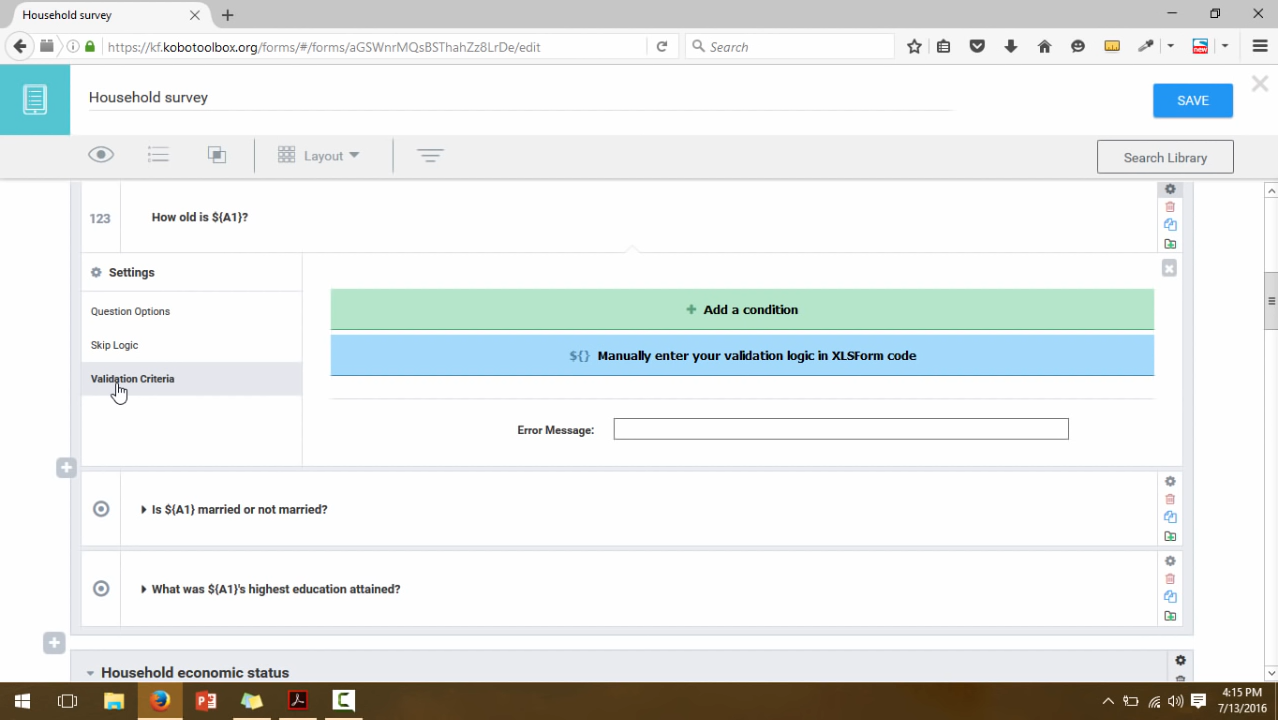 Household survey
https://kf.kobotoolbox.org/forms/#/forms/aGSWnrMQsBSThahZz8LrDe/edit
Search
new
Household survey
SAVE
Layout
Search Library
123
How old is ${A1}?
Settings
Question Options
Skip Logic
Validation Criteria
Add a condition
${} Manually enter your validation logic in XLSForm code
Error Message:
Is ${A1} married or not married?
What was ${A1}'s highest education attained?
Household economic status
4:15 PM
7/13/2016